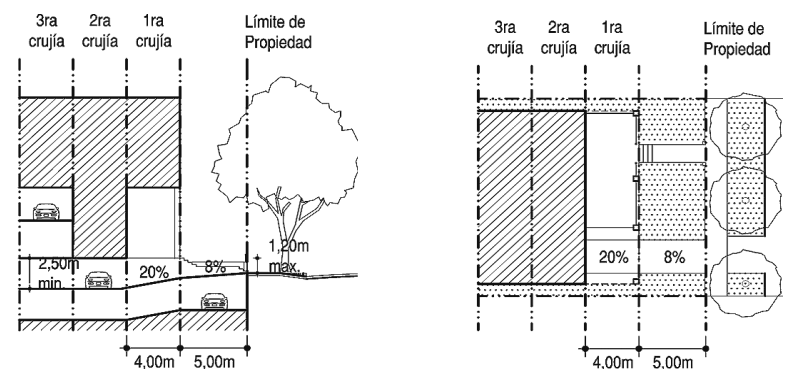 3ra
crujía
2ra
crujía
1ra
crujía
Límite de
Propiedad
2,50m
min.
20%
8%
1,20m
max.
4,00m
5,00m
3ra
crujía
2ra
crujía
1ra
crujía
Límite de
Propiedad
20%
8%
4.00m
5.00m